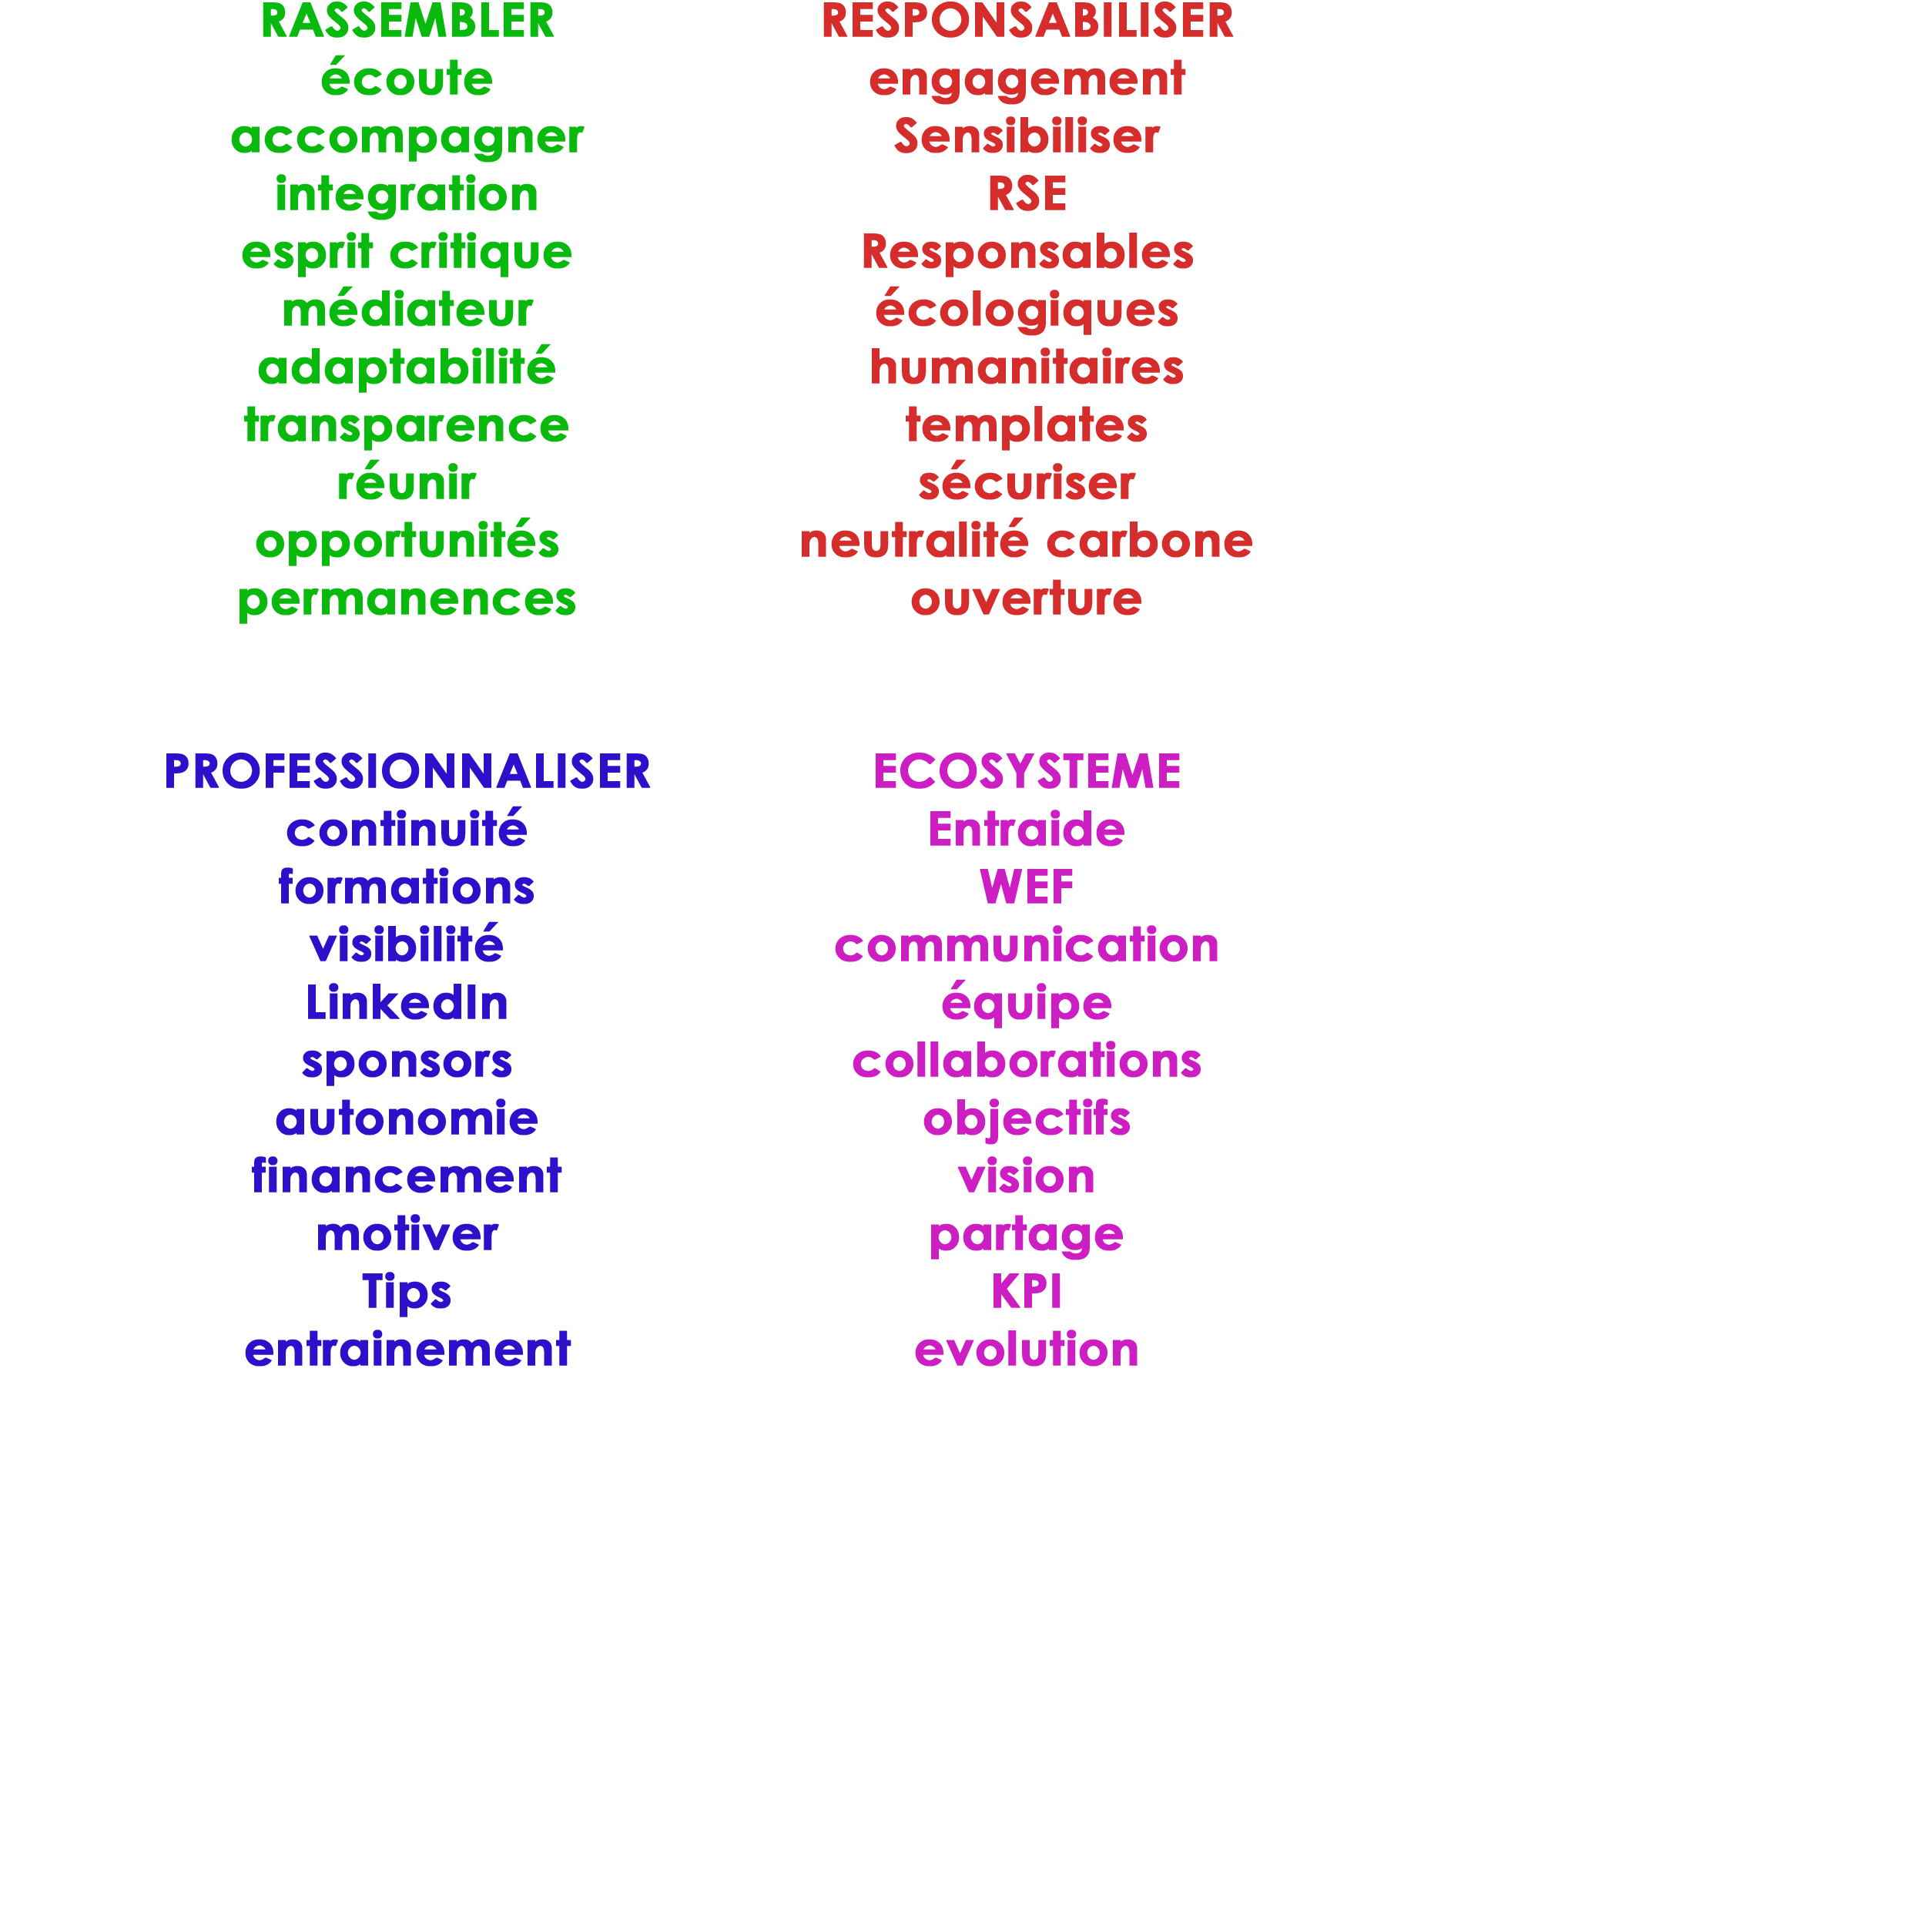 RASSEMBLER
écoute
accompagner
integration
esprit critique
médiateur
adaptabilité
transparence
réunir
opportunités
permanences
RESPONSABILISER
engagement
Sensibiliser
RSE
Responsables
écologiques
humanitaires
templates
sécuriser
neutralité carbone
ouverture
PROFESSIONNALISER
continuité
formations
visibilité
LinkedIn
sponsors
autonomie
financement
motiver
Tips
entrainement
ECOSYSTEME
Entraide
WEF
communication
équipe
collaborations
objectifs
vision
partage
KPI
evolution